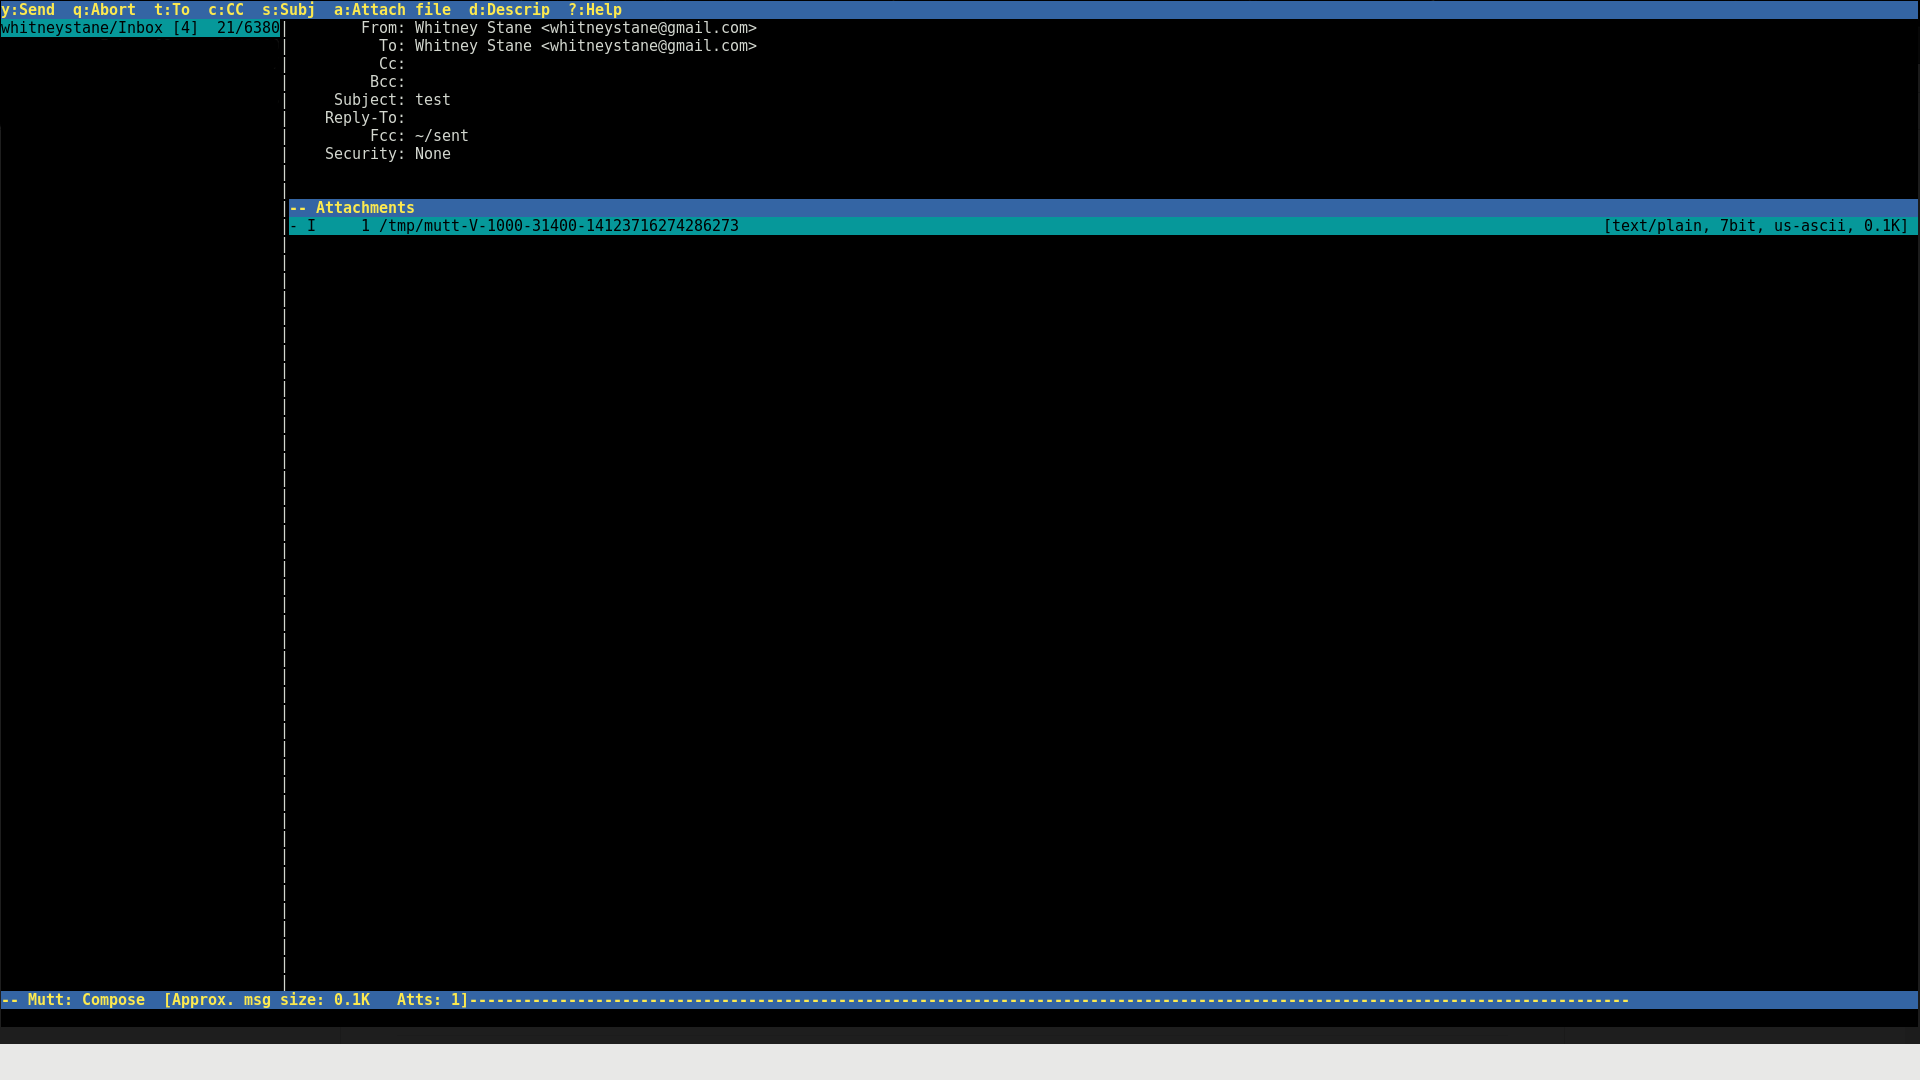 y:Send  q:Abort  t:To  c:CC  s:Subj  a:Attach file  d:Descrip  ?:Help
whitneystane/Inbox [4]  21/6380
From: Whitney Stane <whitneystane@gmail.com>
To: Whitney Stane <whitneystane@gmail.com>
Cc:
Bcc:
Subject: test
Reply-To:
Fcc: ~/sent
Security: None
-- Attachments
- I     1 /tmp/mutt-V-1000-31400-14123716274286273 [text/plain, 7bit, us-ascii, 0.1K]
-- Mutt: Compose  [Approx. msg size: 0.1K   Atts: 1]---------------------------------------------------------------------------------------------------------------------------------